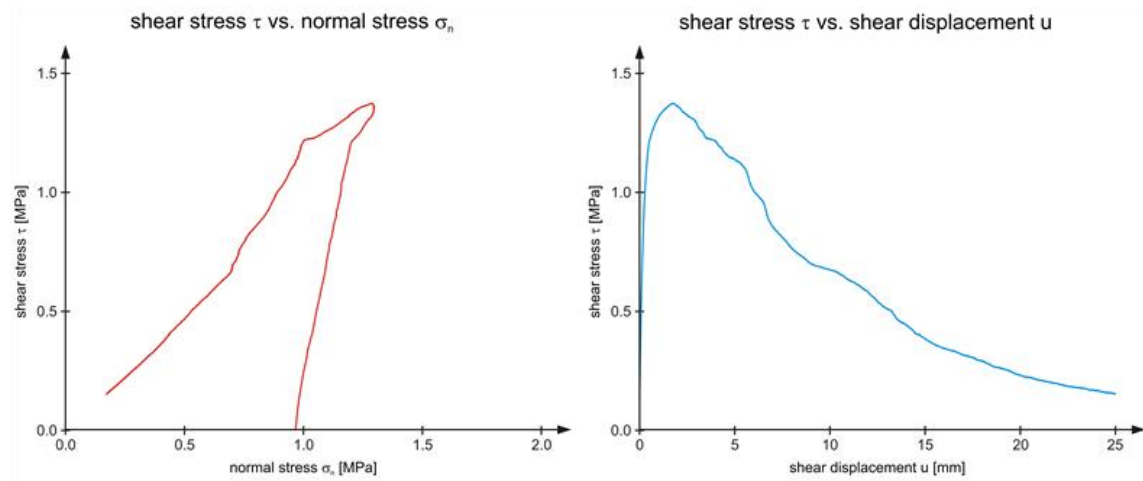 shear stress τ vs. normal stress σₙ
shear stress τ [MPa]
1.5
1.0
0.5
0.0
0.0 0.5 1.0 1.5 2.0
normal stress σₙ [MPa]
shear stress τ vs. shear displacement u
shear stress τ [MPa]
1.5
1.0
0.5
0.0
0 5 10 15 20 25
shear displacement u [mm]